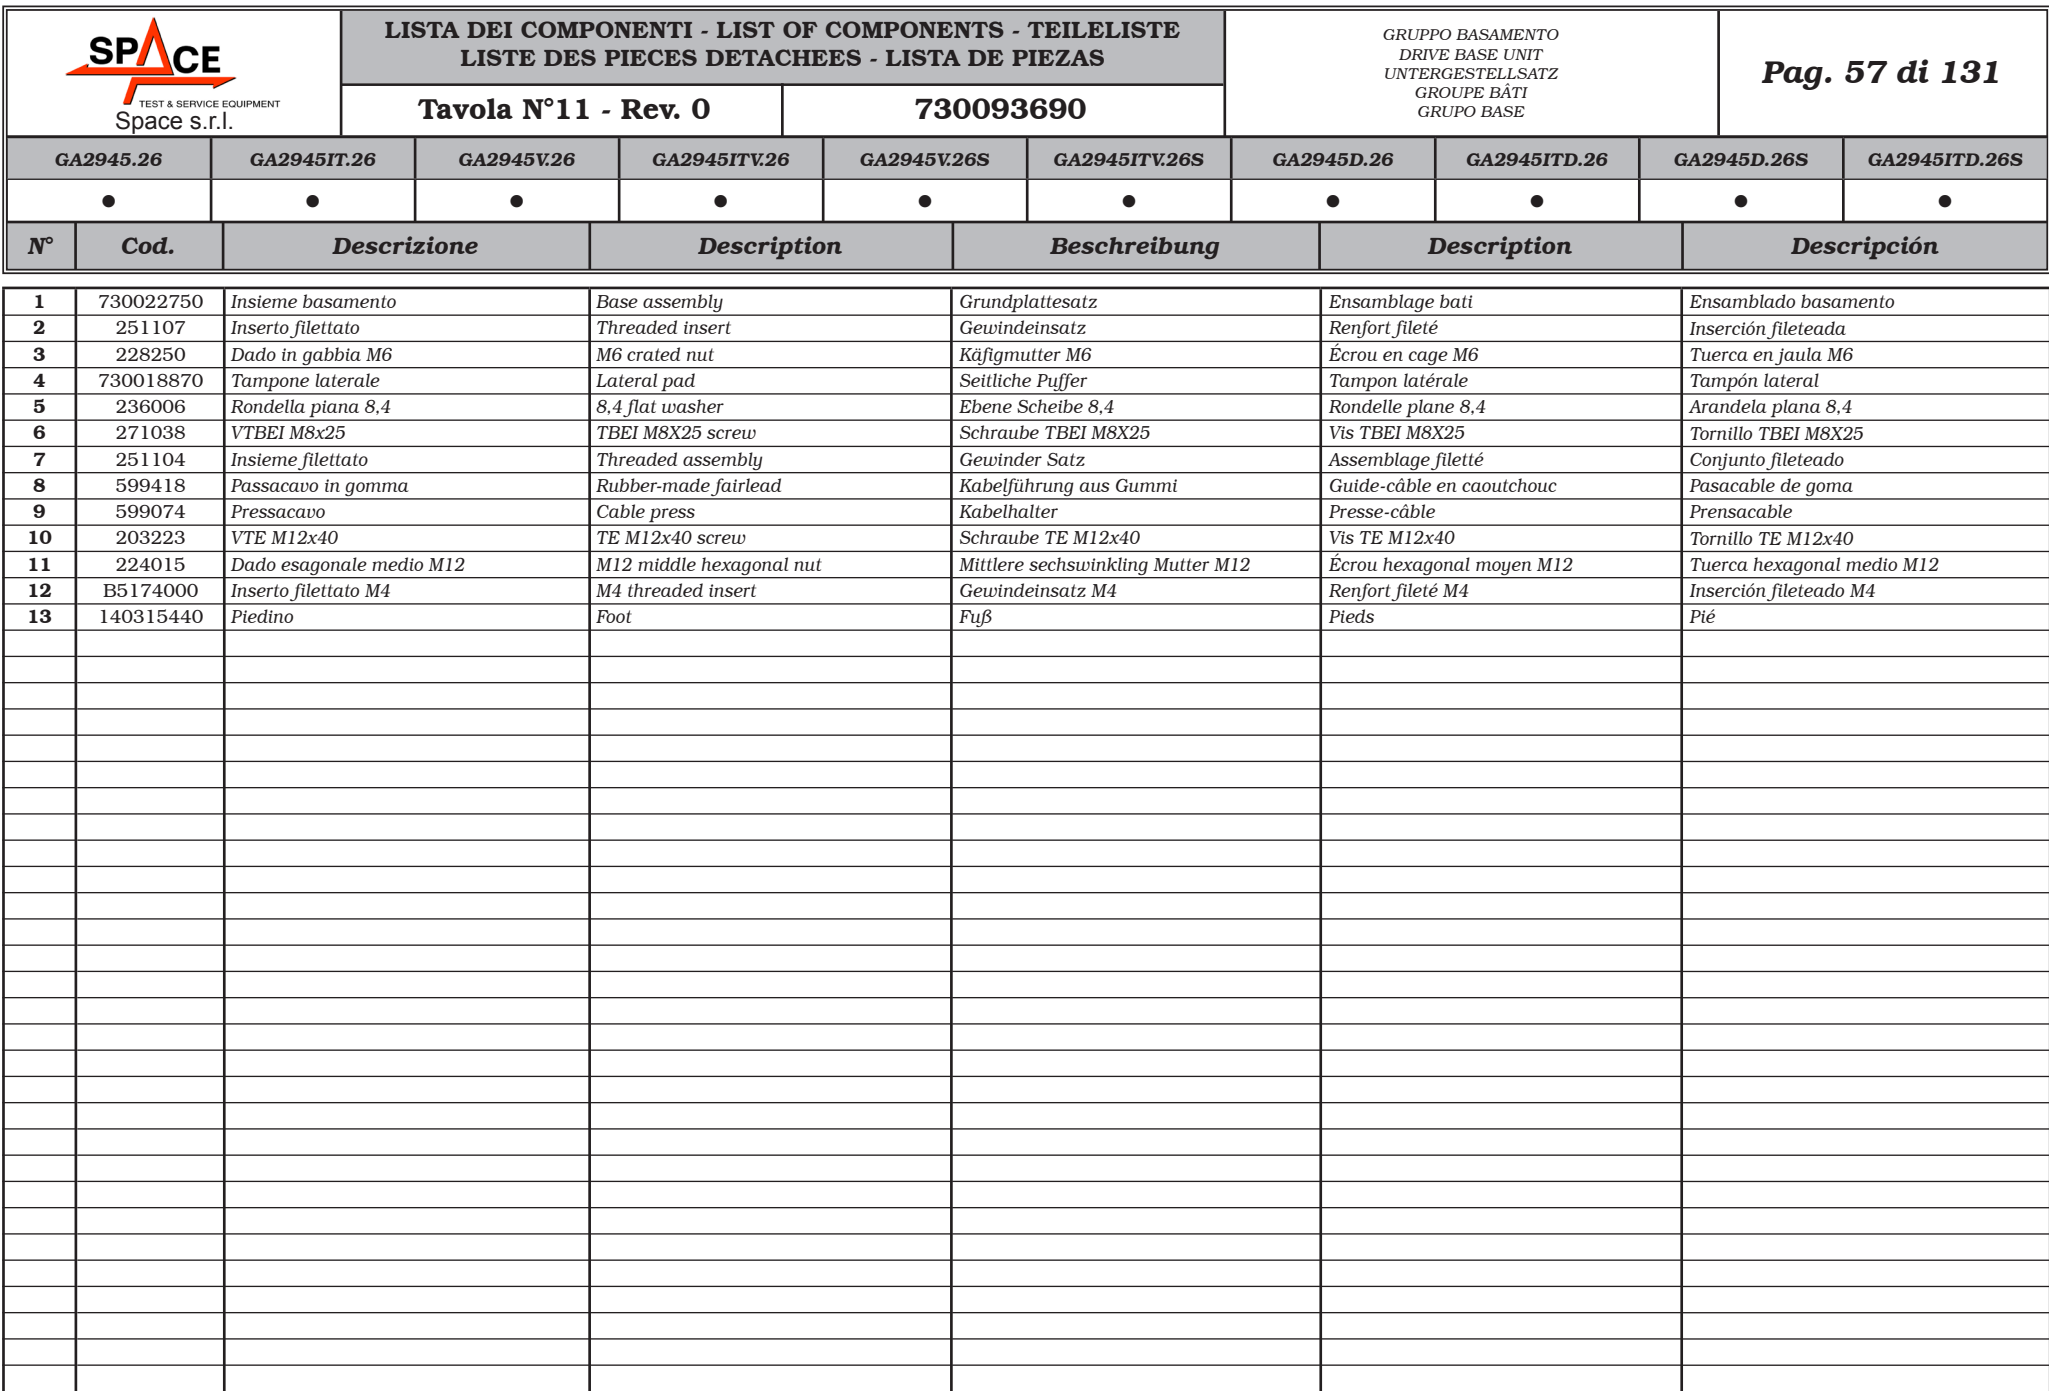 SPACE
TEST & SERVICE EQUIPMENT
Space s.r.l.
LISTA DEI COMPONENTI - LIST OF COMPONENTS - TEILELISTE
LISTE DES PIECES DETACHEES - LISTA DE PIEZAS
Tavola N°11 - Rev. 0 730093690
GRUPPO BASAMENTO
DRIVE BASE UNIT
UNTERGESTELLSATZ
GROUPE BÂTI
GRUPO BASE
Pag. 57 di 131
GA2945.26 GA2945IT.26 GA2945V.26 GA2945ITV.26 GA2945V.26S GA2945ITV.26S GA2945D.26 GA2945ITD.26 GA2945D.26S GA2945ITD.26S
● ● ● ● ● ● ● ● ● ●
N° Cod. Descrizione Description Beschreibung Description Descripción
1 730022750 Insieme basamento Base assembly Grundplattesatz Ensamblage bati Ensamblado basamento
2 251107 Inserto filettato Threaded insert Gewindeinsatz Renfort fileté Inserción fileteada
3 228250 Dado in gabbia M6 M6 crated nut Käfigmutter M6 Écrou en cage M6 Tuerca en jaula M6
4 730018870 Tampone laterale Lateral pad Seitliche Puffer Tampon latérale Tampón lateral
5 236006 Rondella piana 8,4 8,4 flat washer Ebene Scheibe 8,4 Rondelle plane 8,4 Arandela plana 8,4
6 271038 VTBEI M8x25 TBEI M8X25 screw Schraube TBEI M8X25 Vis TBEI M8X25 Tornillo TBEI M8X25
7 251104 Insieme filettato Threaded assembly Gewinder Satz Assemblage filetté Conjunto fileteado
8 599418 Passacavo in gomma Rubber-made fairlead Kabelführung aus Gummi Guide-câble en caoutchouc Pasacable de goma
9 599074 Pressacavo Cable press Kabelhalter Presse-câble Prensacable
10 203223 VTE M12x40 TE M12x40 screw Schraube TE M12x40 Vis TE M12x40 Tornillo TE M12x40
11 224015 Dado esagonale medio M12 M12 middle hexagonal nut Mittlere sechswinkling Mutter M12 Écrou hexagonal moyen M12 Tuerca hexagonal medio M12
12 B5174000 Inserto filettato M4 M4 threaded insert Gewindeinsatz M4 Renfort fileté M4 Inserción fileteado M4
13 140315440 Piedino Foot Fuß Pieds Pié